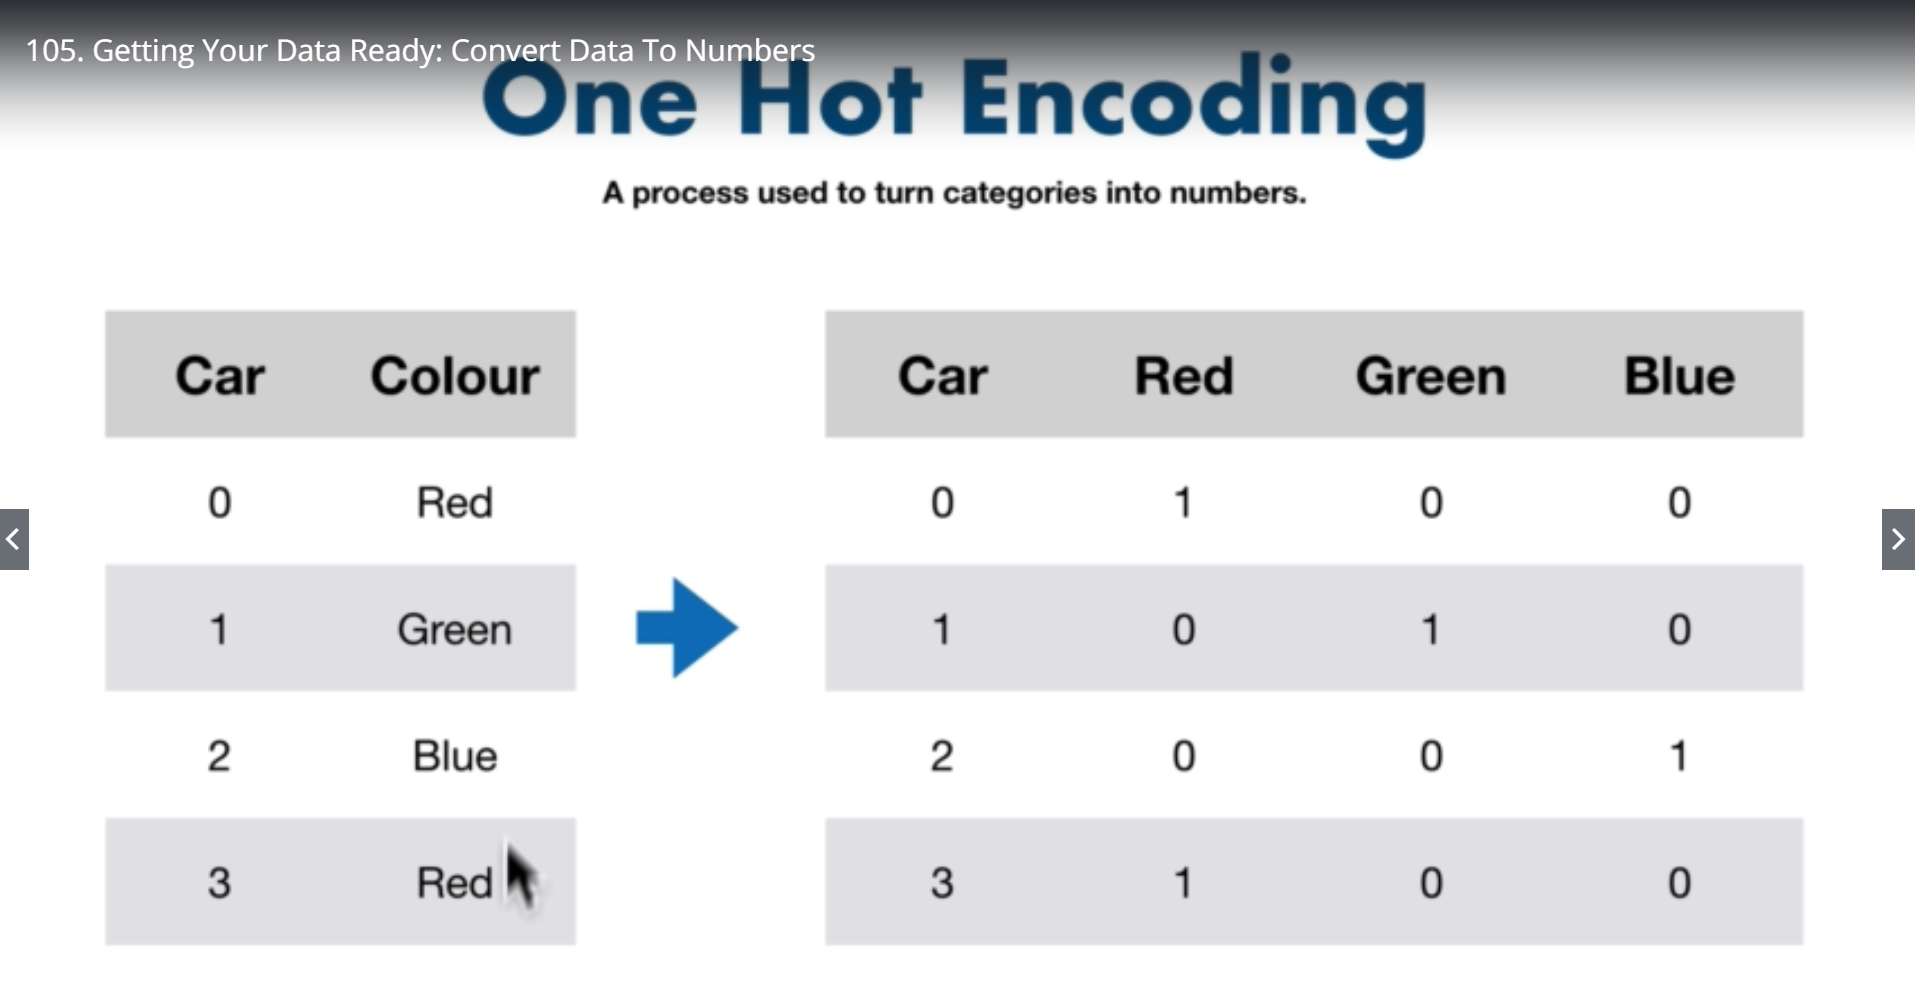 105. Getting Your Data Ready: Convert Data To Numbers
One Hot Encoding
A process used to turn categories into numbers.
Car Colour
0 Red
1 Green
2 Blue
3 Red
Car Red Green Blue
0 1 0 0
1 0 1 0
2 0 0 1
3 1 0 0